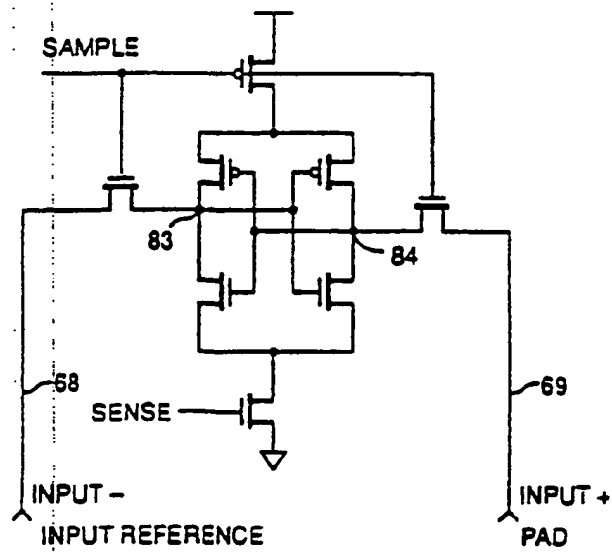 SAMPLE
83
84
68
69
SENSE
INPUT –
INPUT REFERENCE
INPUT +
PAD